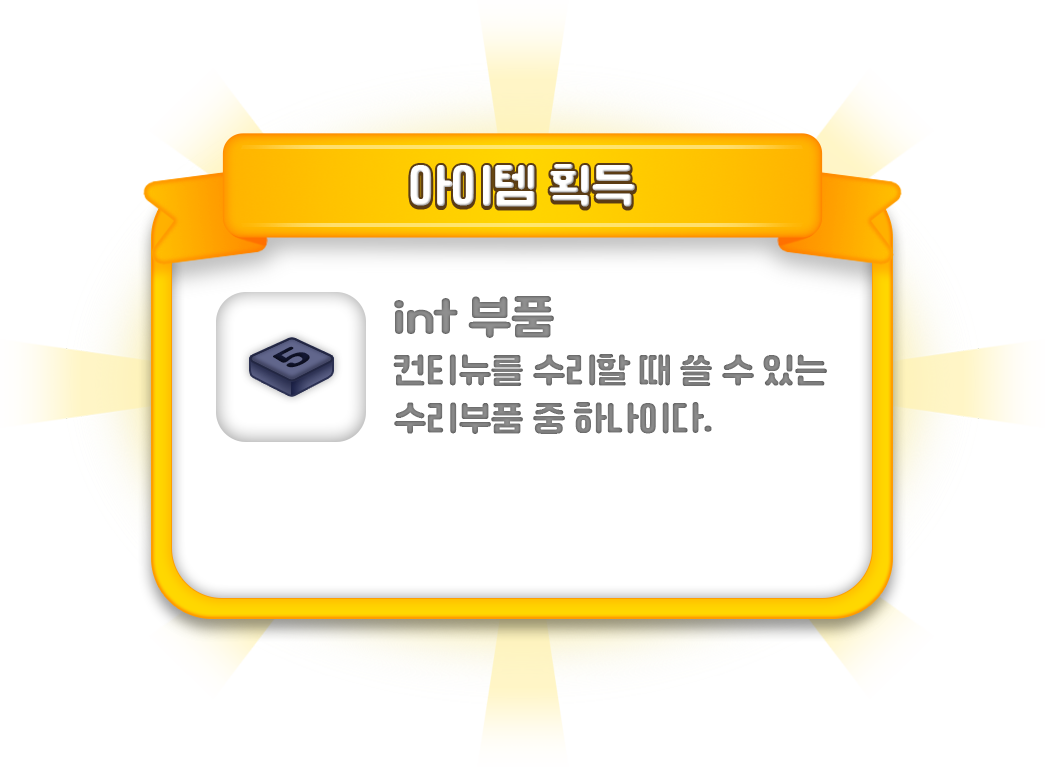 아이템 획득
5
int 부품
컨티뉴를 수리할 때 쓸 수 있는
수리부품 중 하나이다.